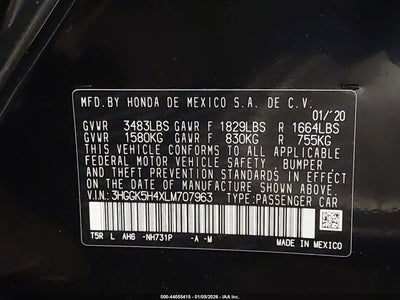 MFD.BY HONDA DE MEXICO S.A. DE C.V.
01/'20
GVWR 3483LBS GAWR F 1829LBS R 1664LBS
GVWR 1580KG GAWR F 830KG R 755KG
THIS VEHICLE CONFORMS TO ALL APPLICABLE
FEDERAL MOTOR VEHICLE SAFETY, BUMPER
AND THEFT PREVENTION STANDARDS IN EFFECT
ON THE DATE OF MANUFACTURE SHOWN ABOVE.
V.I.N: 3HGGK5H4XLM707963 TYPE:PASSENGER CAR
T5R L AH6 -NH731P -A -M
MADE IN
MEXICO
000-44055415 - 01/05/2026 - IAA Inc.